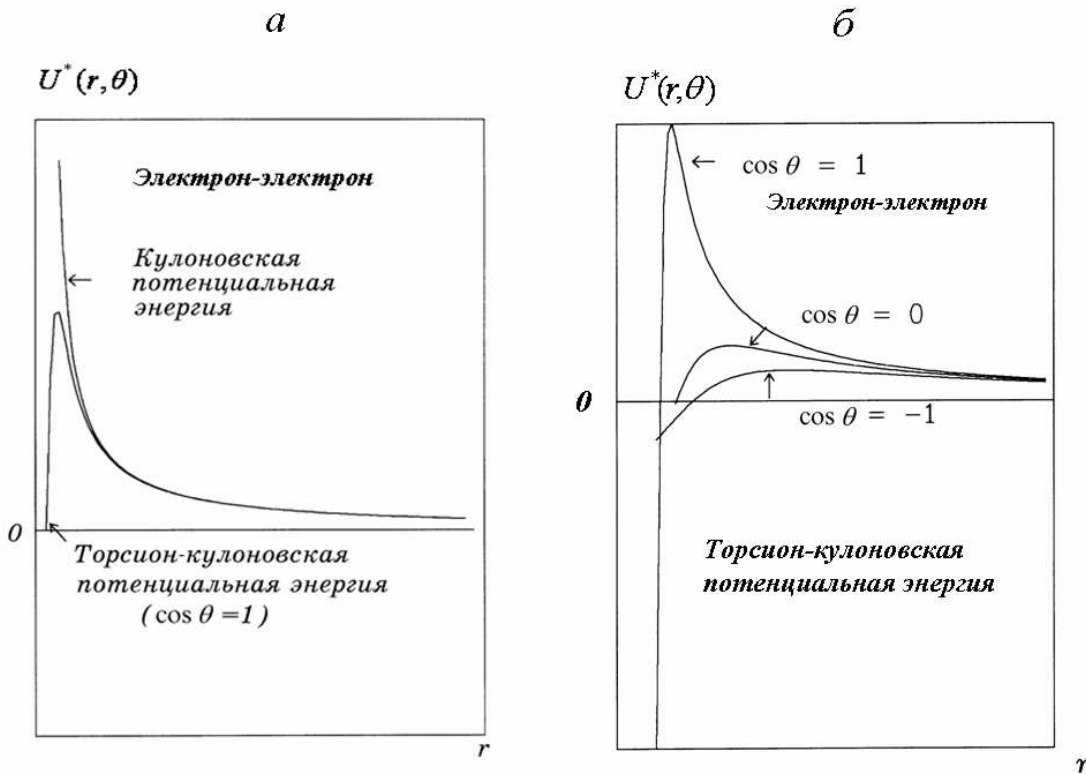 а
U*(r,θ)
Электрон-электрон
Кулоновская
потенциальная
энергия
0
Торсион-кулоновская
потенциальная энергия
( cos θ =1 )
r
б
U*(r,θ)
cos θ = 1
Электрон-электрон
cos θ = 0
0
cos θ = -1
Торсион-кулоновская
потенциальная энергия
r